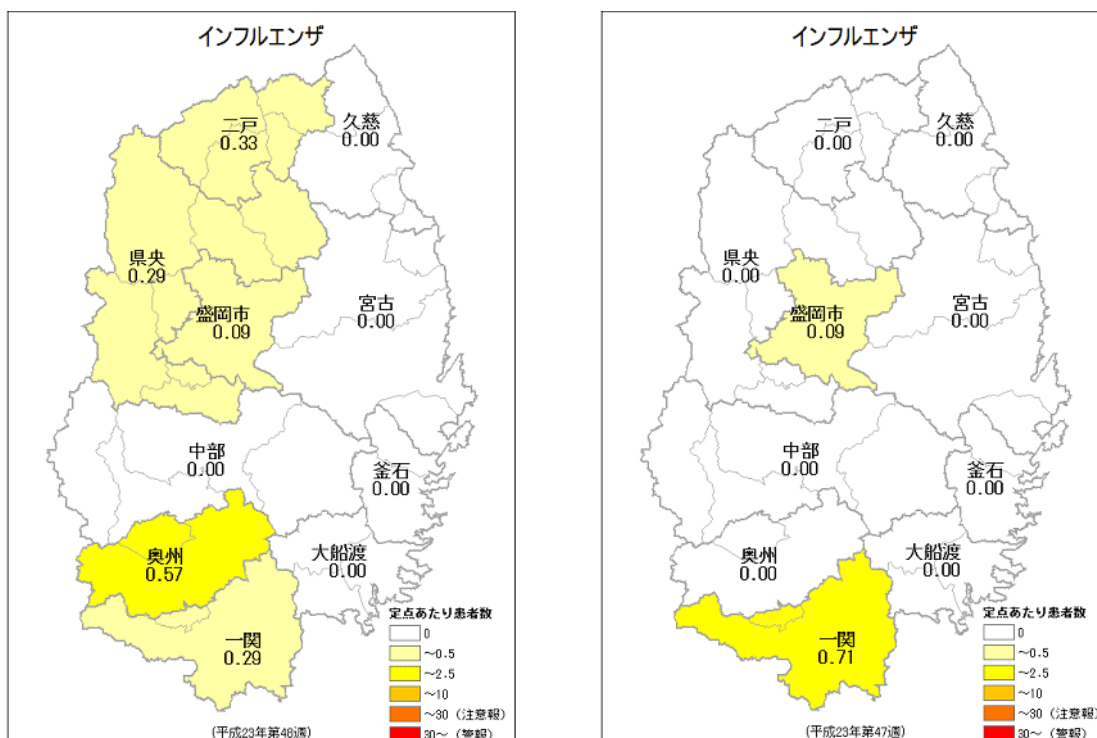 インフルエンザ
二戸
0.33
久慈
0.00
県央
0.29
盛岡市
0.09
宮古
0.00
中部
0.00
釜石
0.00
奥州
0.57
大船渡
0.00
一関
0.29
定点あたり患者数
0
～0.5
～2.5
～10
～30（注意報）
30～（警報）
(平成23年第48週)
インフルエンザ
二戸
0.00
久慈
0.00
県央
0.00
盛岡市
0.09
宮古
0.00
中部
0.00
釜石
0.00
奥州
0.00
大船渡
0.00
一関
0.71
定点あたり患者数
0
～0.5
～2.5
～10
～30（注意報）
30～（警報）
(平成23年第47週)